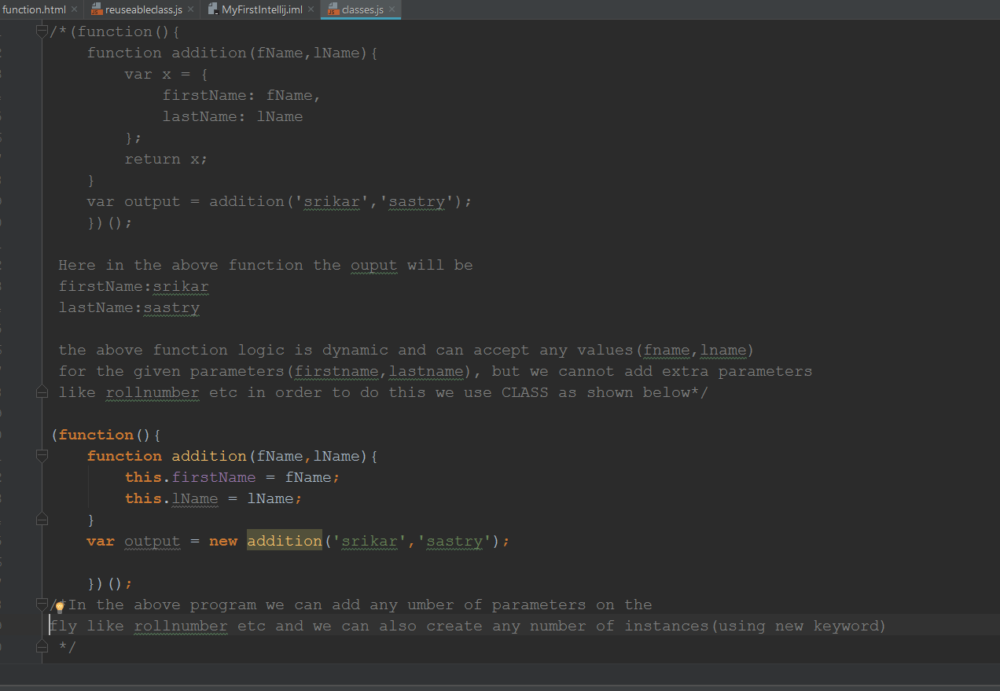 function.html × reuseableclass.js × MyFirstIntellij.iml × classes.js ×
/*(function(){
function addition(fName,lName){
var x = {
firstName: fName,
lastName: lName
};
return x;
}
var output = addition('srikar','sastry');
})();
Here in the above function the ouput will be
firstName:srikar
lastName:sastry
the above function logic is dynamic and can accept any values(fname,lname)
for the given parameters(firstname,lastname), but we cannot add extra parameters
like rollnumber etc in order to do this we use CLASS as shown below*/
(function(){
function addition(fName,lName){
this.firstName = fName;
this.lName = lName;
}
var output = new addition('srikar','sastry');
})();
/*In the above program we can add any umber of parameters on the
fly like rollnumber etc and we can also create any number of instances(using new keyword)
*/